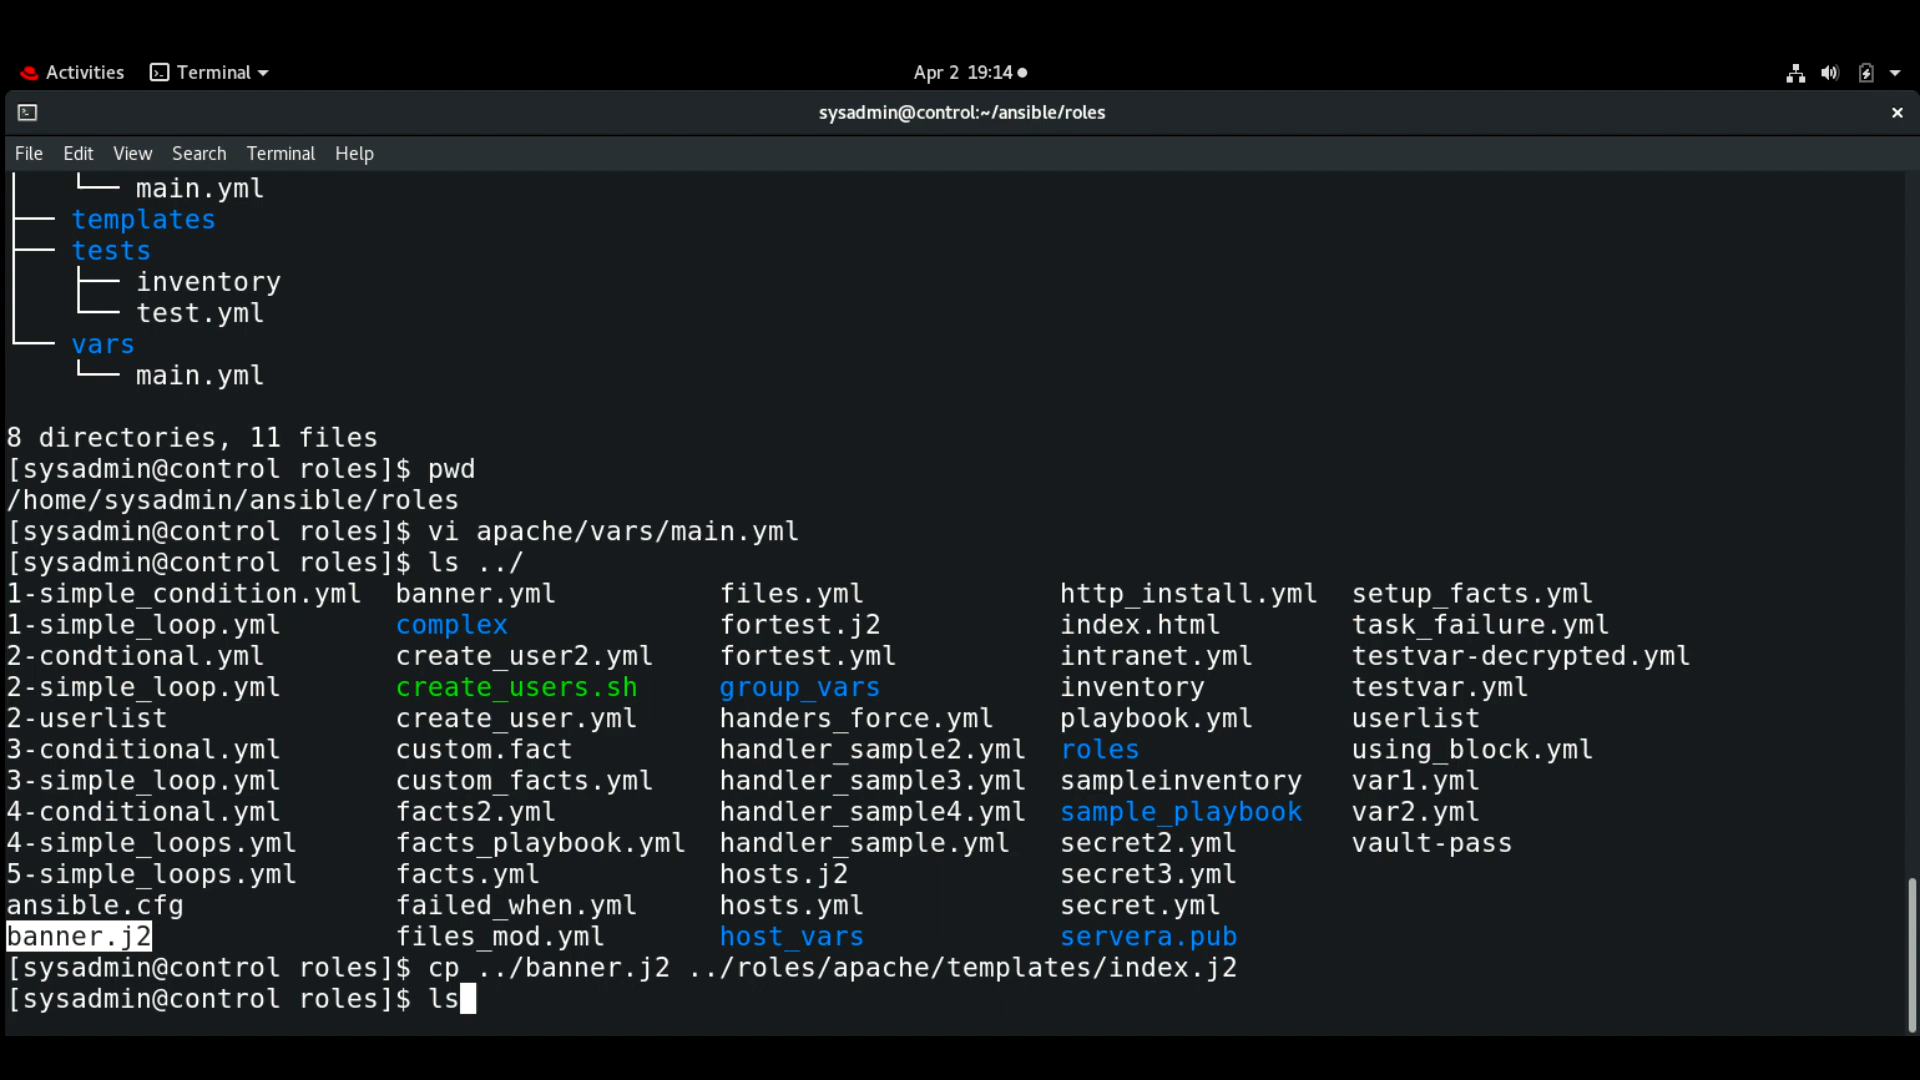 Activities Terminal Apr 2 19:14
sysadmin@control:~/ansible/roles
File Edit View Search Terminal Help
│   └── main.yml
├── templates
├── tests
│   ├── inventory
│   └── test.yml
└── vars
    └── main.yml
8 directories, 11 files
[sysadmin@control roles]$ pwd
/home/sysadmin/ansible/roles
[sysadmin@control roles]$ vi apache/vars/main.yml
[sysadmin@control roles]$ ls ../
1-simple_condition.yml banner.yml files.yml http_install.yml setup_facts.yml
1-simple_loop.yml complex fortest.j2 index.html task_failure.yml
2-condtional.yml create_user2.yml fortest.yml intranet.yml testvar-decrypted.yml
2-simple_loop.yml create_users.sh group_vars inventory testvar.yml
2-userlist create_user.yml handers_force.yml playbook.yml userlist
3-conditional.yml custom.fact handler_sample2.yml roles using_block.yml
3-simple_loop.yml custom_facts.yml handler_sample3.yml sampleinventory var1.yml
4-conditional.yml facts2.yml handler_sample4.yml sample_playbook var2.yml
4-simple_loops.yml facts_playbook.yml handler_sample.yml secret2.yml vault-pass
5-simple_loops.yml facts.yml hosts.j2 secret3.yml
ansible.cfg failed_when.yml hosts.yml secret.yml
banner.j2 files_mod.yml host_vars servera.pub
[sysadmin@control roles]$ cp ../banner.j2 ../roles/apache/templates/index.j2
[sysadmin@control roles]$ ls